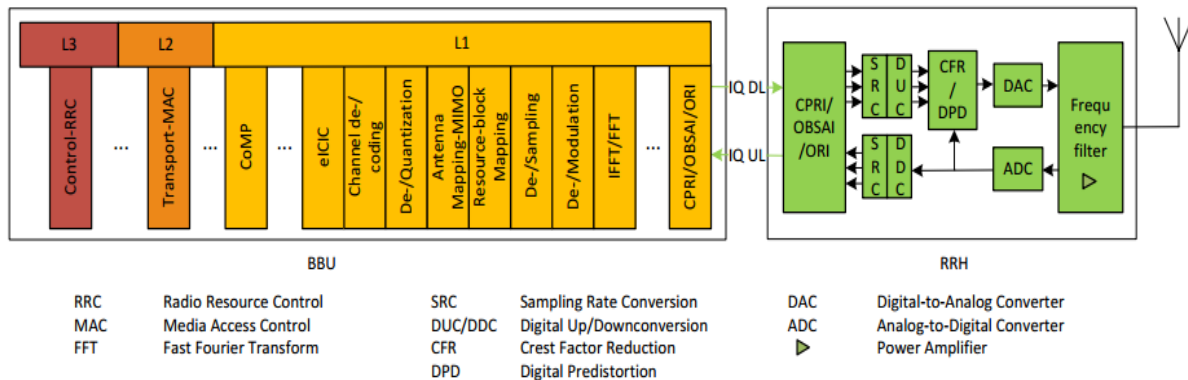 L3
L2
L1
Control-RRC
...
Transport-MAC
...
CoMP
...
eICIC
Channel de-/
coding
De-/Quantization
Antenna
Mapping-MIMO
Resource-block
Mapping
De-/Sampling
De-/Modulation
IFFT/FFT
...
CPRI/OBSAI/ORI
IQ DL
IQ UL
CPRI/
OBSAI
/ORI
SRC
DUC
CFR
/
DPD
DAC
SRC
DDC
ADC
Frequ
ency
filter
BBU
RRH
RRC Radio Resource Control
MAC Media Access Control
FFT Fast Fourier Transform
SRC Sampling Rate Conversion
DUC/DDC Digital Up/Downconversion
CFR Crest Factor Reduction
DPD Digital Predistortion
DAC Digital-to-Analog Converter
ADC Analog-to-Digital Converter
Power Amplifier